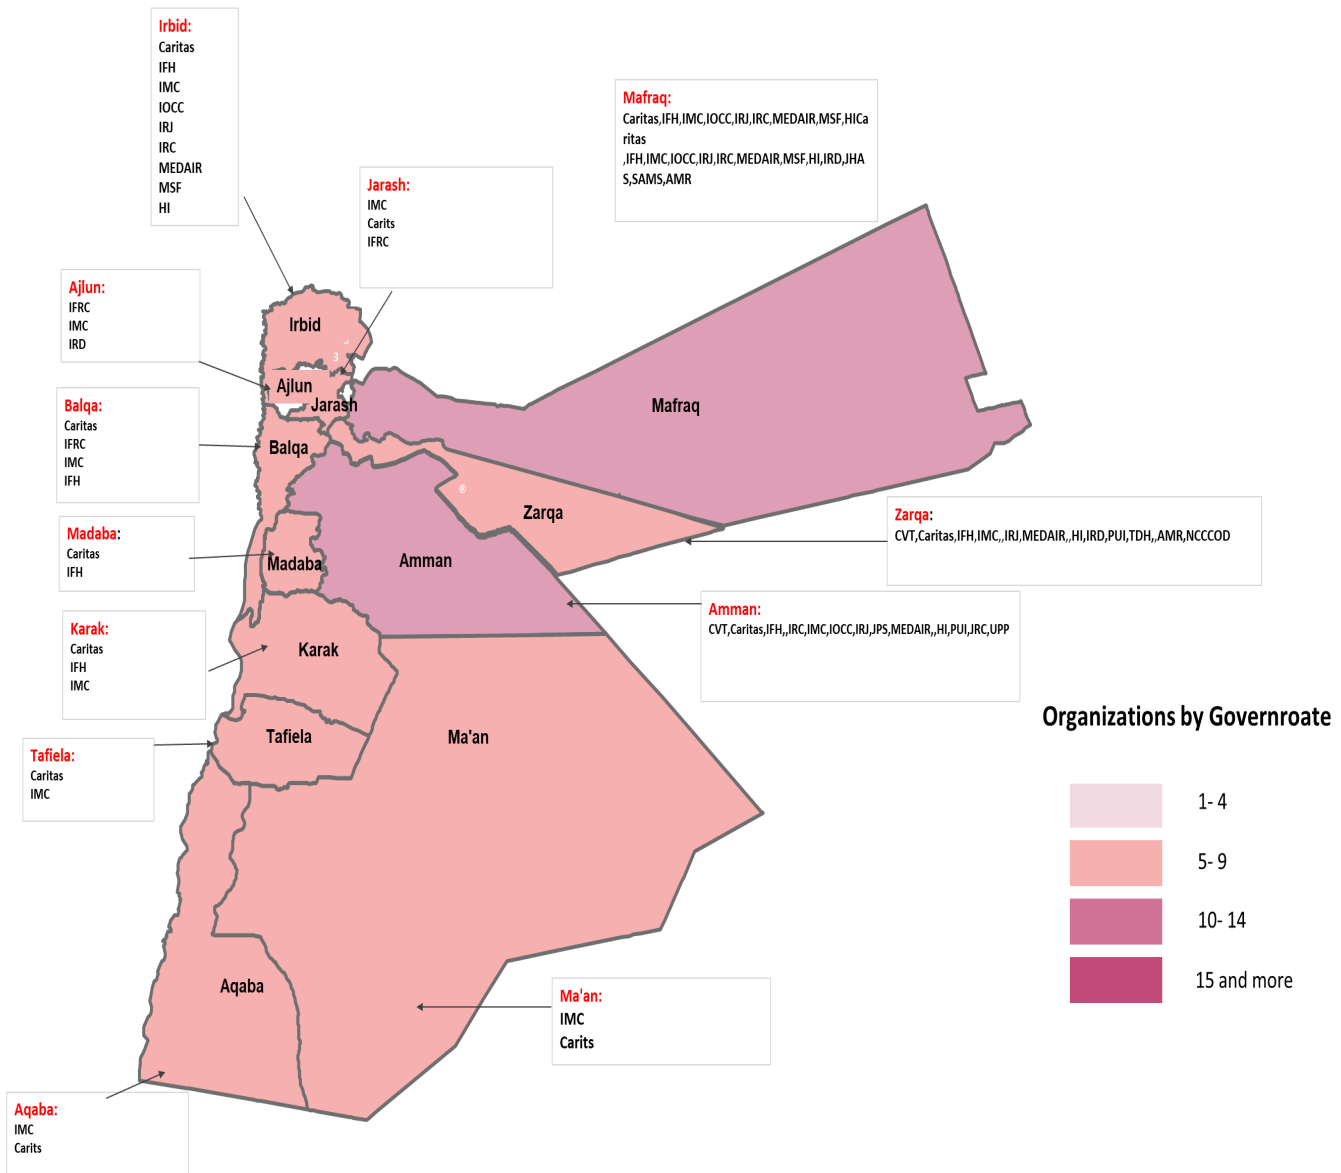 Irbid:
Caritas
IFH
IMC
IOCC
IRJ
IRC
MEDAIR
MSF
HI
Mafraq:
Caritas,IFH,IMC,IOCC,IRJ,IRC,MEDAIR,MSF,HICa
ritas
,IFH,IMC,IOCC,IRJ,IRC,MEDAIR,MSF,HI,IRD,JHA
S,SAMS,AMR
Jarash:
IMC
Carits
IFRC
Ajlun:
IFRC
IMC
IRD
Balqa:
Caritas
IFRC
IMC
IFH
Madaba:
Caritas
IFH
Karak:
Caritas
IFH
IMC
Tafiela:
Caritas
IMC
Aqaba:
IMC
Carits
Ma'an:
IMC
Carits
Zarqa:
CVT,Caritas,IFH,IMC,,IRJ,MEDAIR,,HI,IRD,PUI,TDH,,AMR,NCCCOD
Amman:
CVT,Caritas,IFH,,IRC,IMC,IOCC,IRJ,JPS,MEDAIR,,HI,PUI,JRC,UPP
Irbid
3
Ajlun
Jarash
Mafraq
Balqa
®
Zarqa
Madaba
Amman
Karak
Tafiela
Ma'an
Aqaba
Organizations by Governroate
1- 4
5- 9
10- 14
15 and more